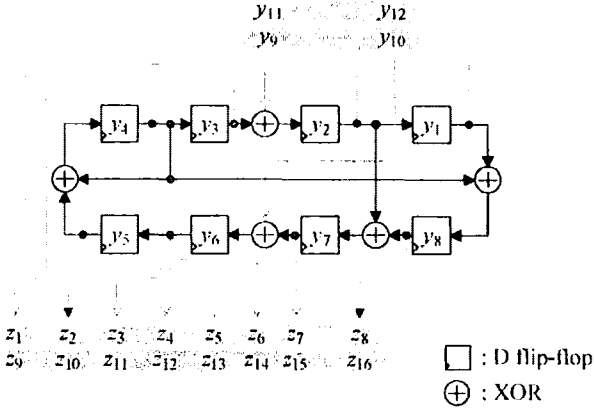 y11 y12
y9 y10
y4 y3 y2 y1
y5 y6 y7 y8
z1 z2 z3 z4 z5 z6 z7 z8
z9 z10 z11 z12 z13 z14 z15 z16
: D flip-flop
: XOR